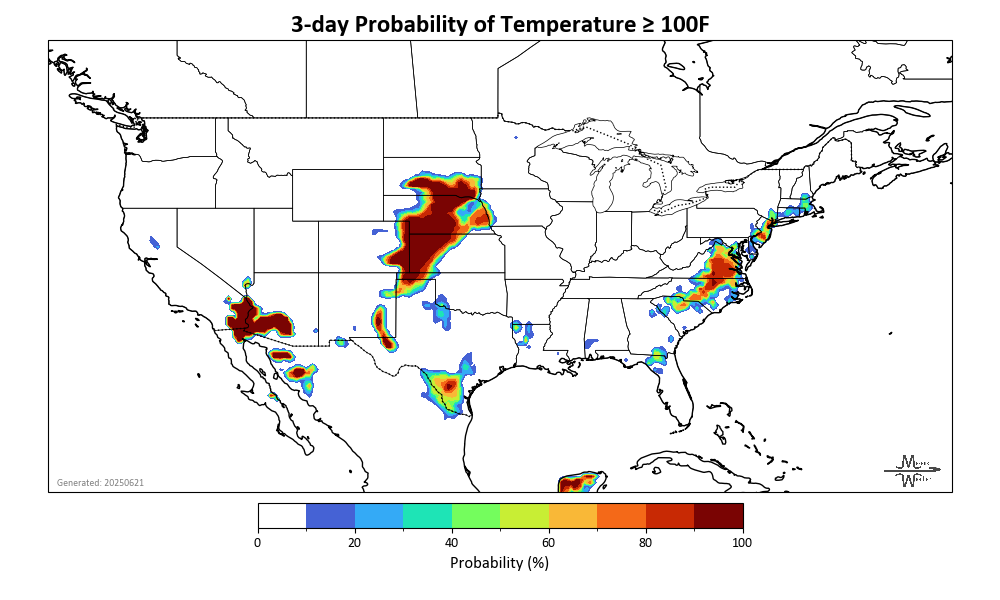 3-day Probability of Temperature ≥ 100F
Generated: 20250621
0 20 40 60 80 100
Probability (%)